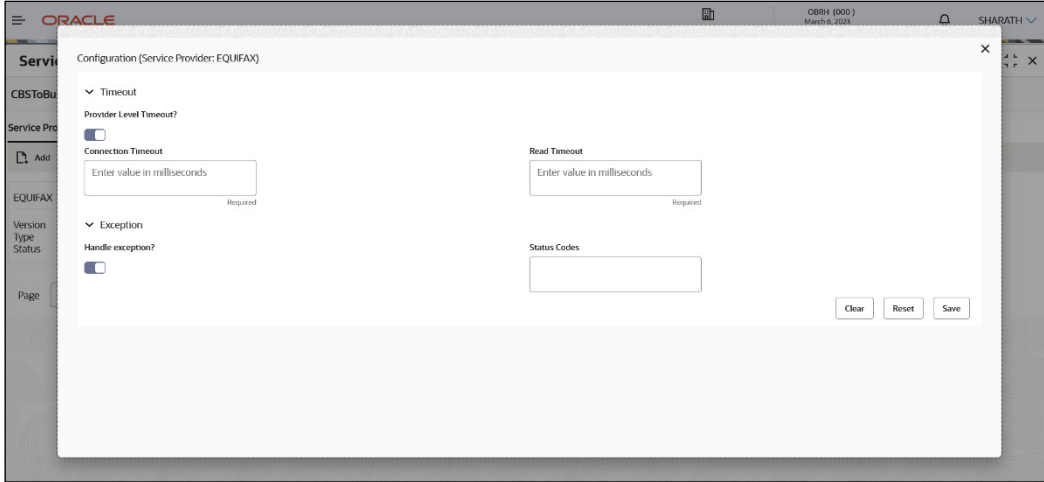 ORACLE
OBRH (000 )
March 6, 2023
SHARATH
Servi
Configuration (Service Provider: EQUIFAX)
CBSToBu
Timeout
Provider Level Timeout?
Service Pro
Connection Timeout
Read Timeout
Add
Enter value in milliseconds
Enter value in milliseconds
EQUIFAX
Required
Required
Version
Exception
Type
Status
Handle exception?
Status Codes
Page
Clear
Reset
Save